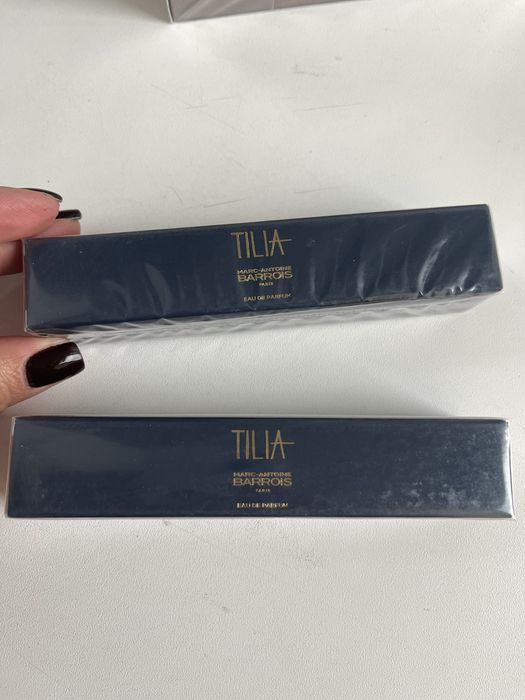 TILIA
MARC-ANTOINE
BARROIS
PARIS
EAU DE PARFUM
TILIA
MARC-ANTOINE
BARROIS
PARIS
EAU DE PARFUM